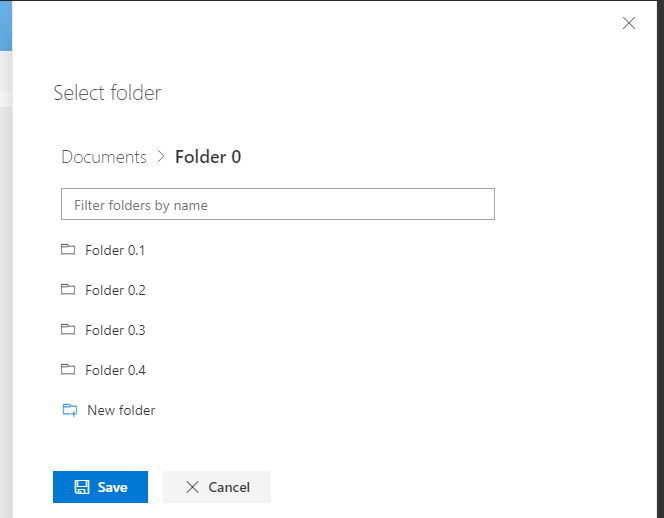 Select folder
Documents > Folder 0
Filter folders by name
Folder 0.1
Folder 0.2
Folder 0.3
Folder 0.4
New folder
Save Cancel